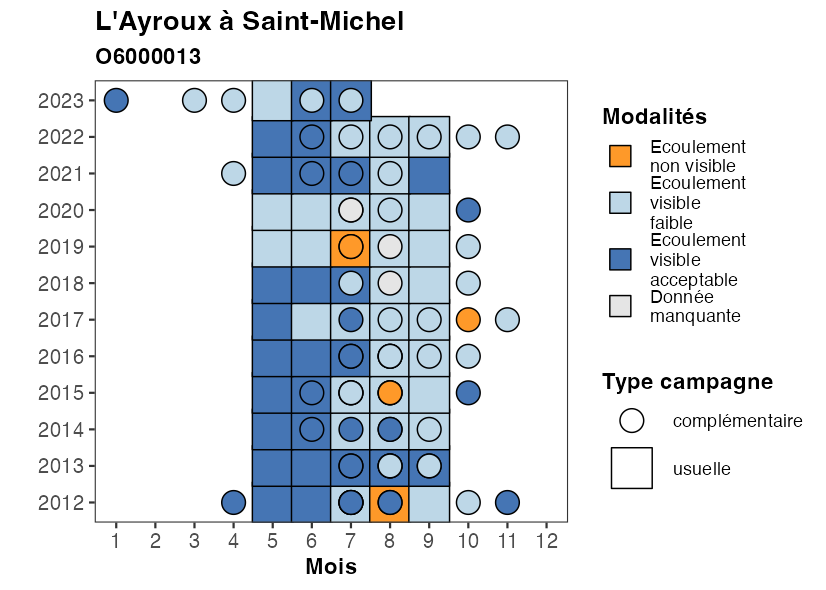 L'Ayroux à Saint-Michel
O6000013
2023
2022
2021
2020
2019
2018
2017
2016
2015
2014
2013
2012
1 2 3 4 5 6 7 8 9 10 11 12
Mois
Modalités
Ecoulement
non visible
Ecoulement
visible
faible
Ecoulement
visible
acceptable
Donnée
manquante
Type campagne
complémentaire
usuelle